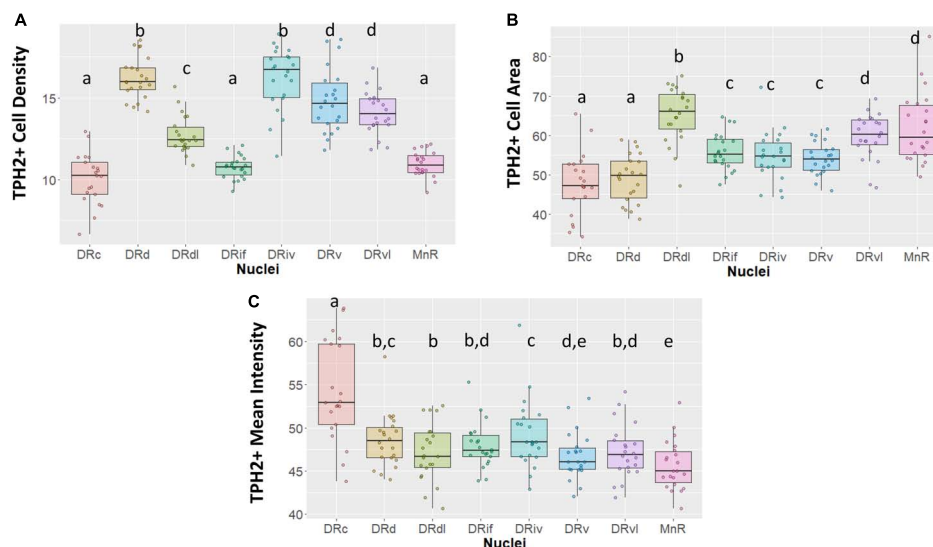 A
TPH2+ Cell Density
15
10
a
b
c
a
b
d
d
a
DRc DRd DRdl DRif DRiv DRv DRvl MnR
Nuclei
B
TPH2+ Cell Area
80
70
60
50
40
a
a
b
c
c
c
d
d
DRc DRd DRdl DRif DRiv DRv DRvl MnR
Nuclei
C
TPH2+ Mean Intensity
60
55
50
45
40
a
b,c
b
b,d
c
d,e
b,d
e
DRc DRd DRdl DRif DRiv DRv DRvl MnR
Nuclei